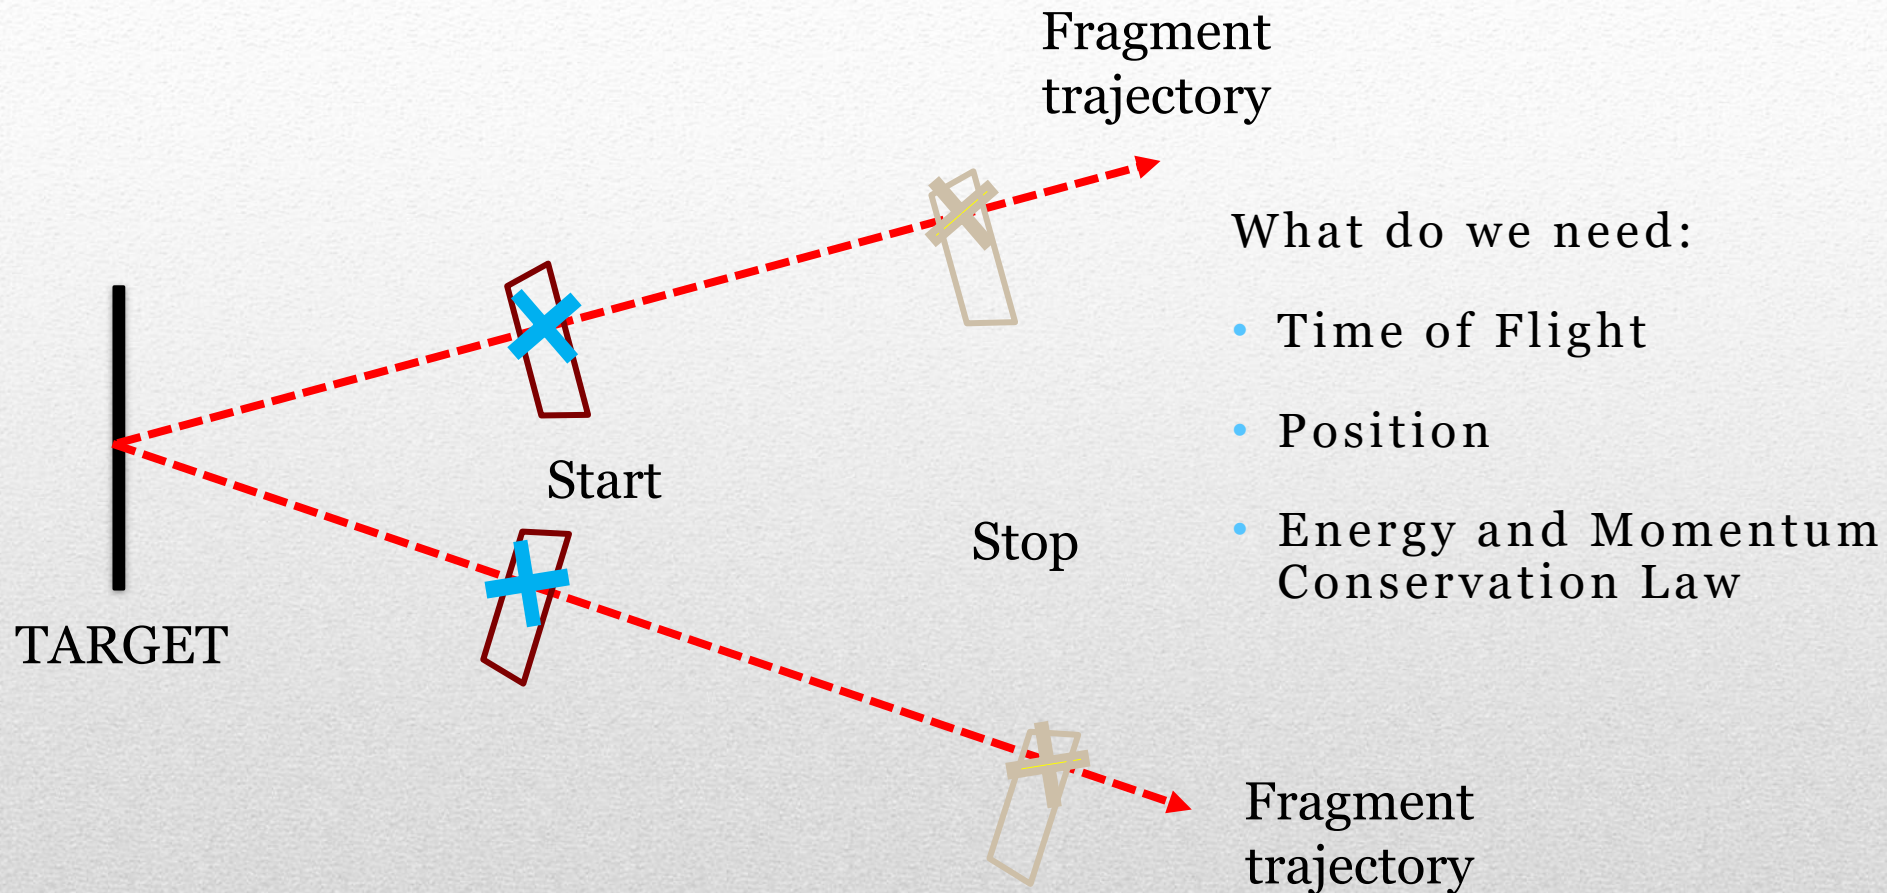 Fragment
trajectory
What do we need:
• Time of Flight
• Position
• Energy and Momentum
Conservation Law
Start
Stop
TARGET
Fragment
trajectory